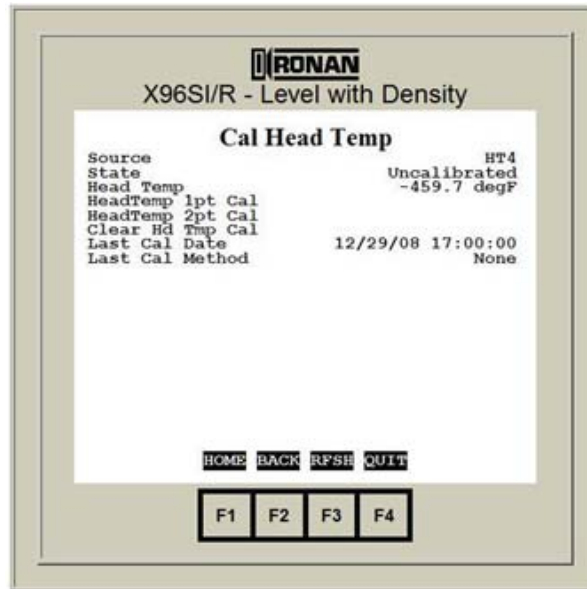 RONAN
X96SI/R - Level with Density
Cal Head Temp
Source HT4
State Uncalibrated
Head Temp -459.7 degF
HeadTemp 1pt Cal
HeadTemp 2pt Cal
Clear Hd Tmp Cal
Last Cal Date 12/29/08 17:00:00
Last Cal Method None
HOME BACK RFSH QUIT
F1 F2 F3 F4